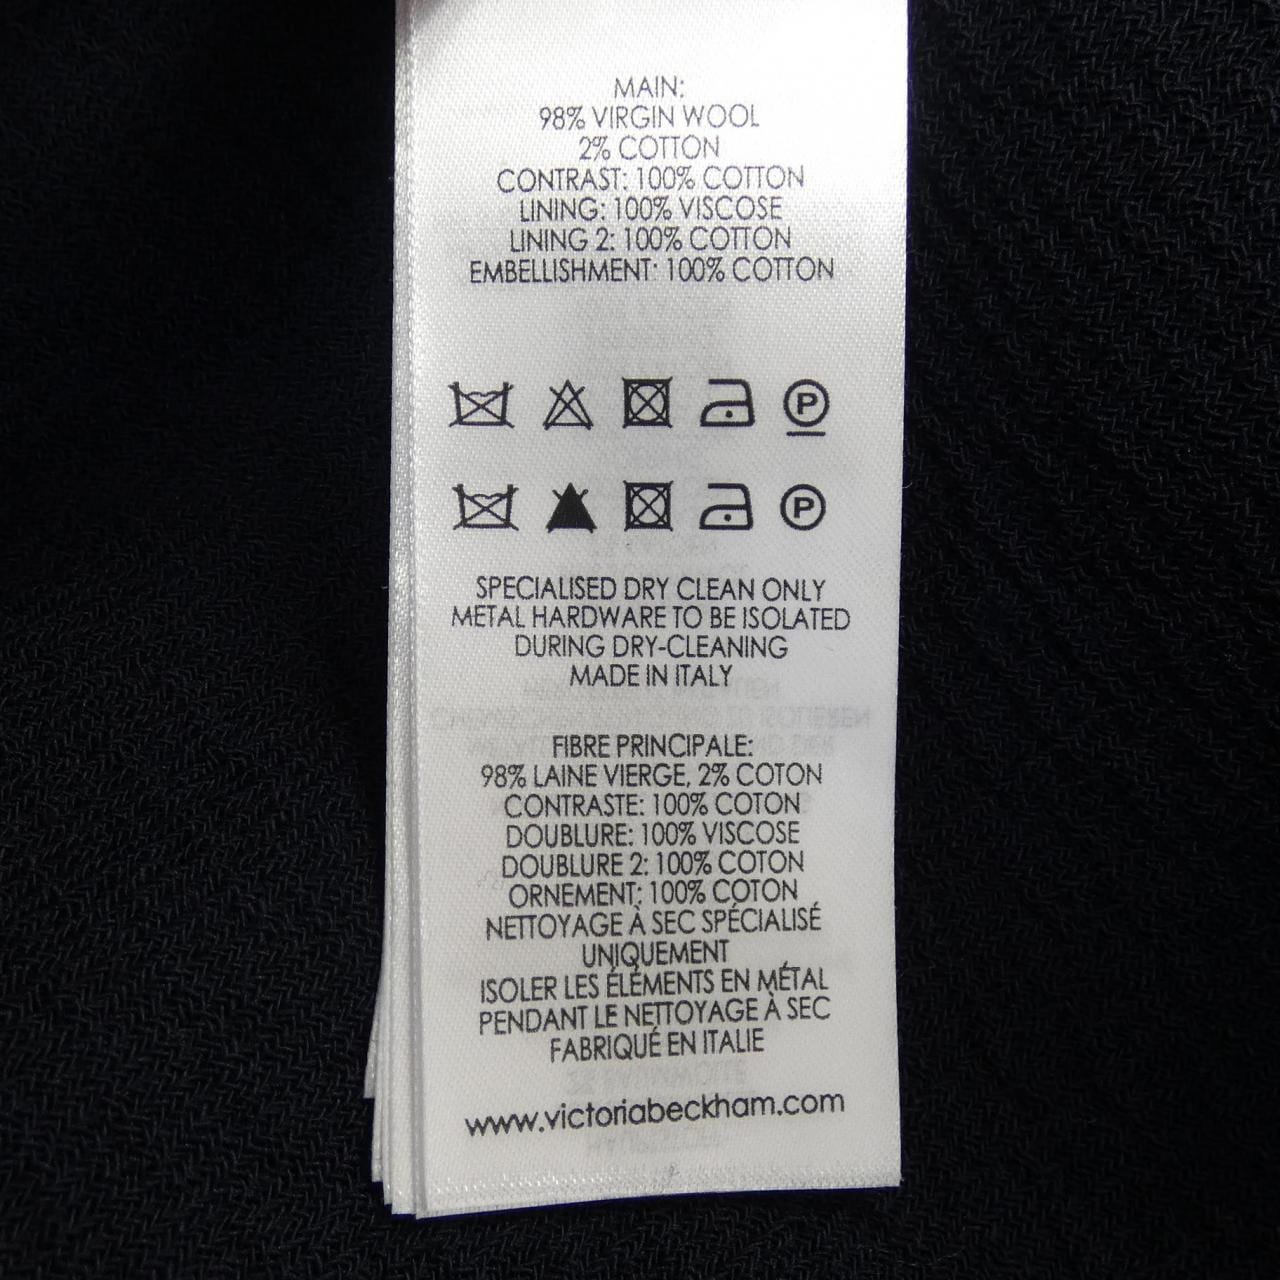 MAIN:
98% VIRGIN WOOL
2% COTTON
CONTRAST: 100% COTTON
LINING: 100% VISCOSE
LINING 2: 100% COTTON
EMBELLISHMENT: 100% COTTON
P
P
SPECIALISED DRY CLEAN ONLY
METAL HARDWARE TO BE ISOLATED
DURING DRY-CLEANING
MADE IN ITALY
FIBRE PRINCIPALE:
98% LAINE VIERGE, 2% COTON
CONTRASTE: 100% COTON
DOUBLURE: 100% VISCOSE
DOUBLURE 2: 100% COTON
ORNEMENT: 100% COTON
NETTOYAGE À SEC SPÉCIALISÉ
UNIQUEMENT
ISOLER LES ÉLÉMENTS EN MÉTAL
PENDANT LE NETTOYAGE À SEC
FABRIQUÉ EN ITALIE
www.victoriabeckham.com